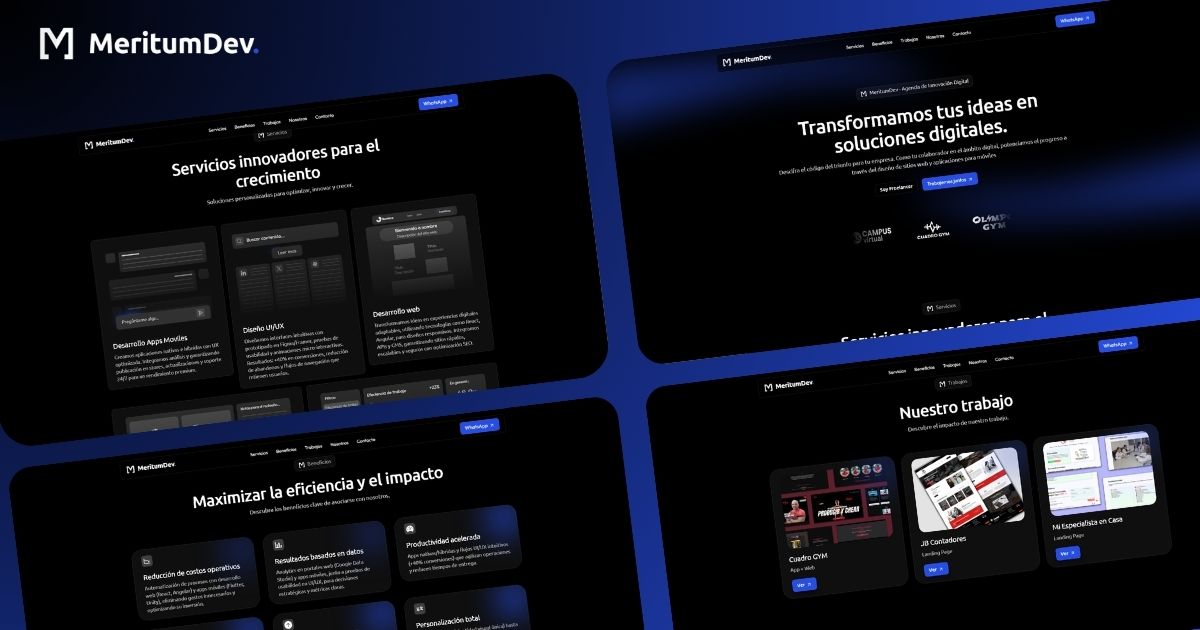 MeritumDev.
MeritumDev.
Servicios
Beneficios
Trabajos
Nosotros
Contacto
WhatsApp
Servicios
Servicios innovadores para el
crecimiento
Soluciones personalizadas para optimizar, innovar y crecer.
Pregúntame algo...
Desarrollo Apps Moviles
Creamos aplicaciones nativas o híbridas con UX
optimizada, integramos análisis y garantizando
publicación en stores, actualizaciones y soporte
24/7 para un rendimiento premium.
Buscar contenido...
Leer más
Diseño UI/UX
Diseñamos interfaces intuitivas con
prototipado en Figma/Framer, pruebas de
usabilidad y animaciones micro interactivas.
Resultados: +40% en conversiones, reducción
de abandonos y flujos de navegación que
retienen usuarios.
Bienvenido a nombre
Desarrollo web
Transformamos ideas en experiencias digitales
adaptables, utilizando tecnologías como React,
Angular, para diseños responsivos. Integramos
APIs y CMS, garantizando sitios rápidos,
escalables y seguros con optimización SEO.
MeritumDev.
Servicios
Beneficios
Trabajos
Nosotros
Contacto
WhatsApp
MeritumDev - Agencia de Innovación Digital
Transformamos tus ideas en
soluciones digitales.
Descifra el código del triunfo para tu empresa. Como tu colaborador en el ámbito digital, potenciamos el progreso a
través del diseño de sitios web y aplicaciones para móviles
Soy Freelancer
Trabajemos juntos
CAMPUS
virtual
CUADRO GYM
OLIMPO
GYM
Servicios
Servicios innovadores para el
MeritumDev.
Servicios
Beneficios
Trabajos
Nosotros
Contacto
WhatsApp
Beneficios
Maximizar la eficiencia y el impacto
Descubre los beneficios clave de asociarse con nosotros.
Reducción de costos operativos
Automatización de procesos con desarrollo
web (React, Angular) y apps móviles (Flutter,
Unity), eliminando gastos innecesarios y
optimizando su inversión.
Resultados basados en datos
Analytics en portales web (Google Data
Studio) y apps móviles, junto a pruebas de
usabilidad en UI/UX, para decisiones
estratégicas y métricas claras.
Productividad acelerada
Apps nativas/híbridas y flujos UI/UX intuitivos
(+40% conversiones) que agilizan operaciones
y reducen tiempos de entrega.
Personalización total
MeritumDev.
Servicios
Beneficios
Trabajos
Nosotros
Contacto
WhatsApp
Trabajos
Nuestro trabajo
Descubre el impacto de nuestro trabajo.
Cuadro GYM
App + Web
Ver
JB Contadores
Landing Page
Ver
Mi Especialista en Casa
Landing Page
Ver